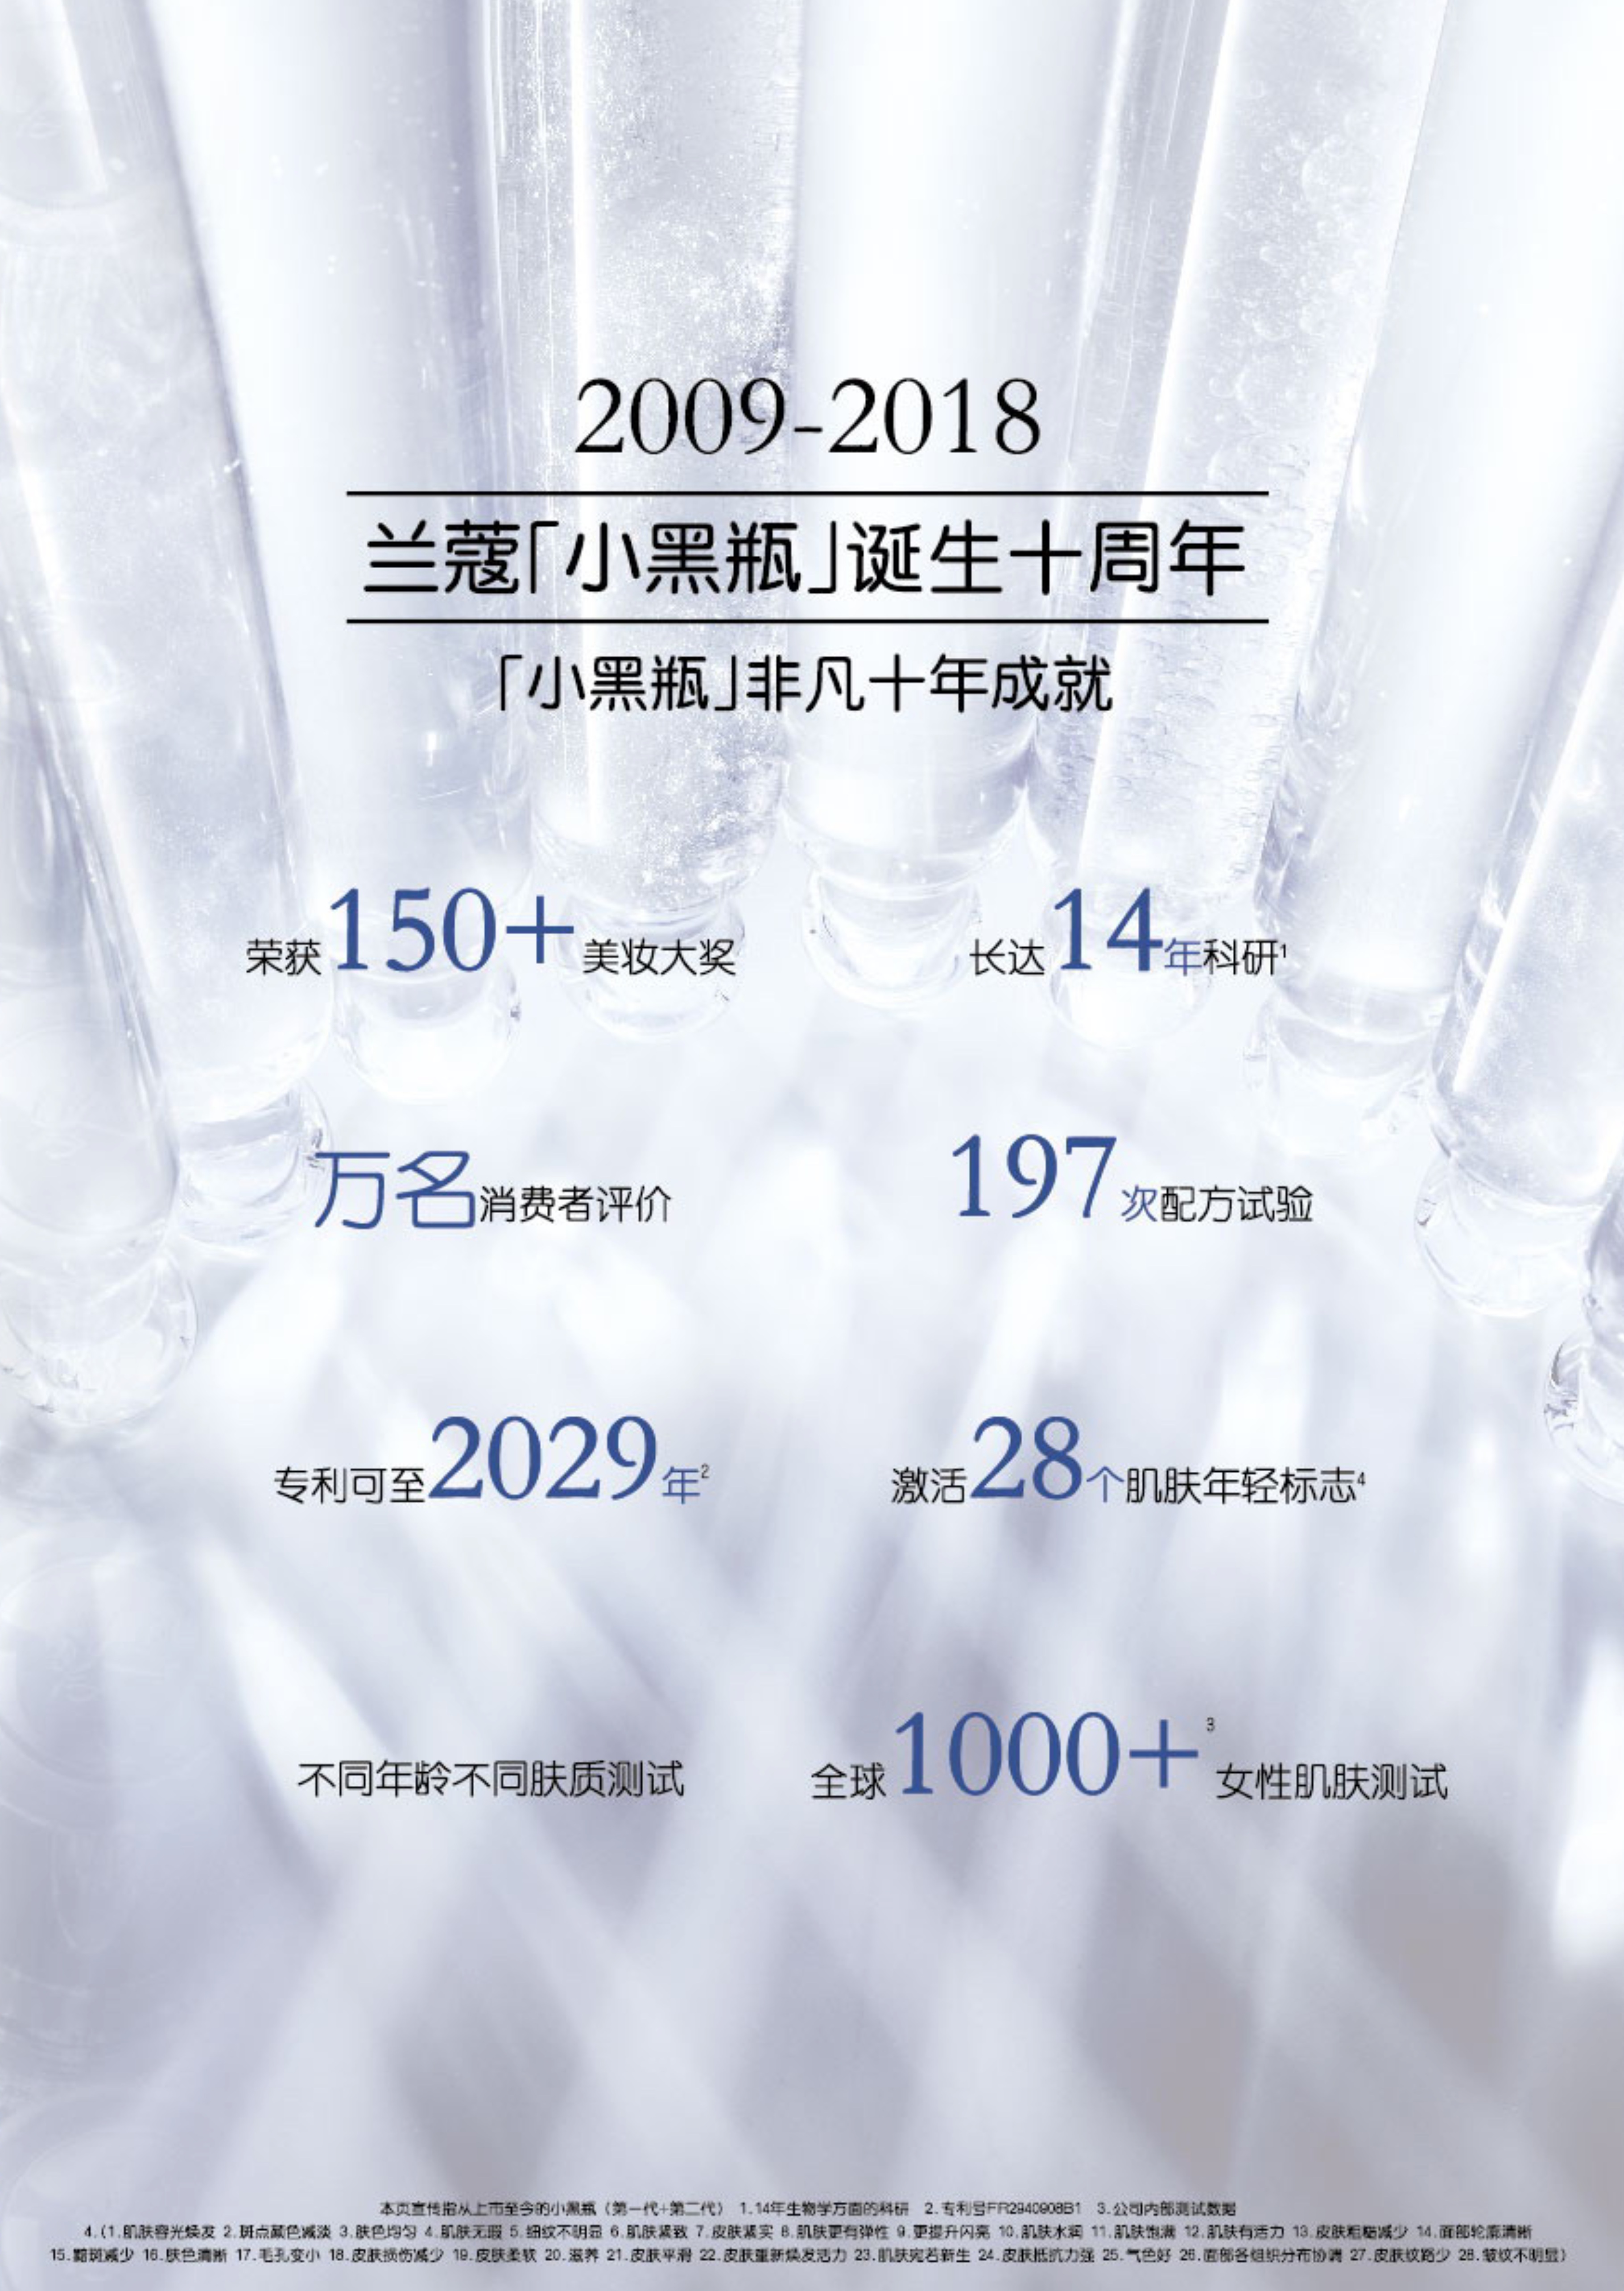 2009-2018
兰蔻「小黑瓶」诞生十周年
「小黑瓶」非凡十年成就
荣获150+美妆大奖
长达14年科研1
万名消费者评价
197次配方试验
专利可至2029年2
激活28个肌肤年轻标志4
不同年龄不同肤质测试
全球1000+3女性肌肤测试
本页宣传指从上市至今的小黑瓶（第一代+第二代） 1.14年生物学方面的科研 2.专利号FR2940908B1 3.公司内部测试数据
4.(1.肌肤容光焕发 2.斑点颜色减淡 3.肤色均匀 4.肌肤无瑕 5.细纹不明显 6.肌肤紧致 7.皮肤紧实 8.肌肤更有弹性 9.更提升闪亮 10.肌肤水润 11.肌肤饱满 12.肌肤有活力 13.皮肤粗糙减少 14.面部轮廓清晰
15.黯斑减少 16.肤色清晰 17.毛孔变小 18.皮肤损伤减少 19.皮肤柔软 20.滋养 21.皮肤平滑 22.皮肤重新焕发活力 23.肌肤宛若新生 24.皮肤抵抗力强 25.气色好 26.面部各组织分布协调 27.皮肤纹路少 28.皱纹不明显)